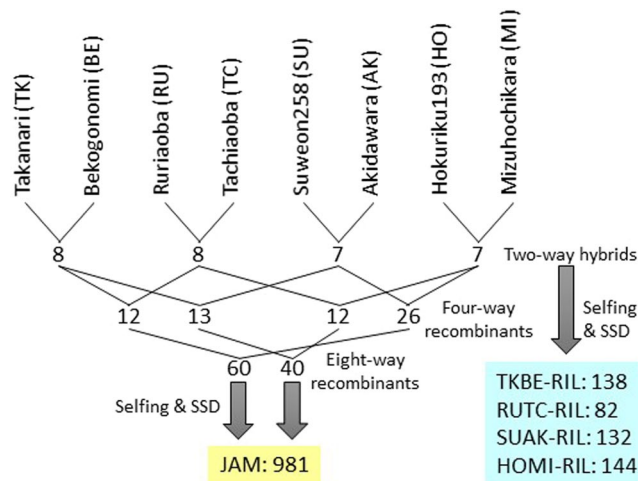 Takanari (TK)
Bekogonomi (BE)
Ruriaoba (RU)
Tachiaoba (TC)
Suweon258 (SU)
Akidawara (AK)
Hokuriku193 (HO)
Mizuhochikara (MI)
8 8 7 7 Two-way hybrids
12 13 12 26 Four-way
recombinants
60 40 Eight-way
recombinants
Selfing
& SSD
Selfing & SSD
JAM: 981
TKBE-RIL: 138
RUTC-RIL: 82
SUAK-RIL: 132
HOMI-RIL: 144